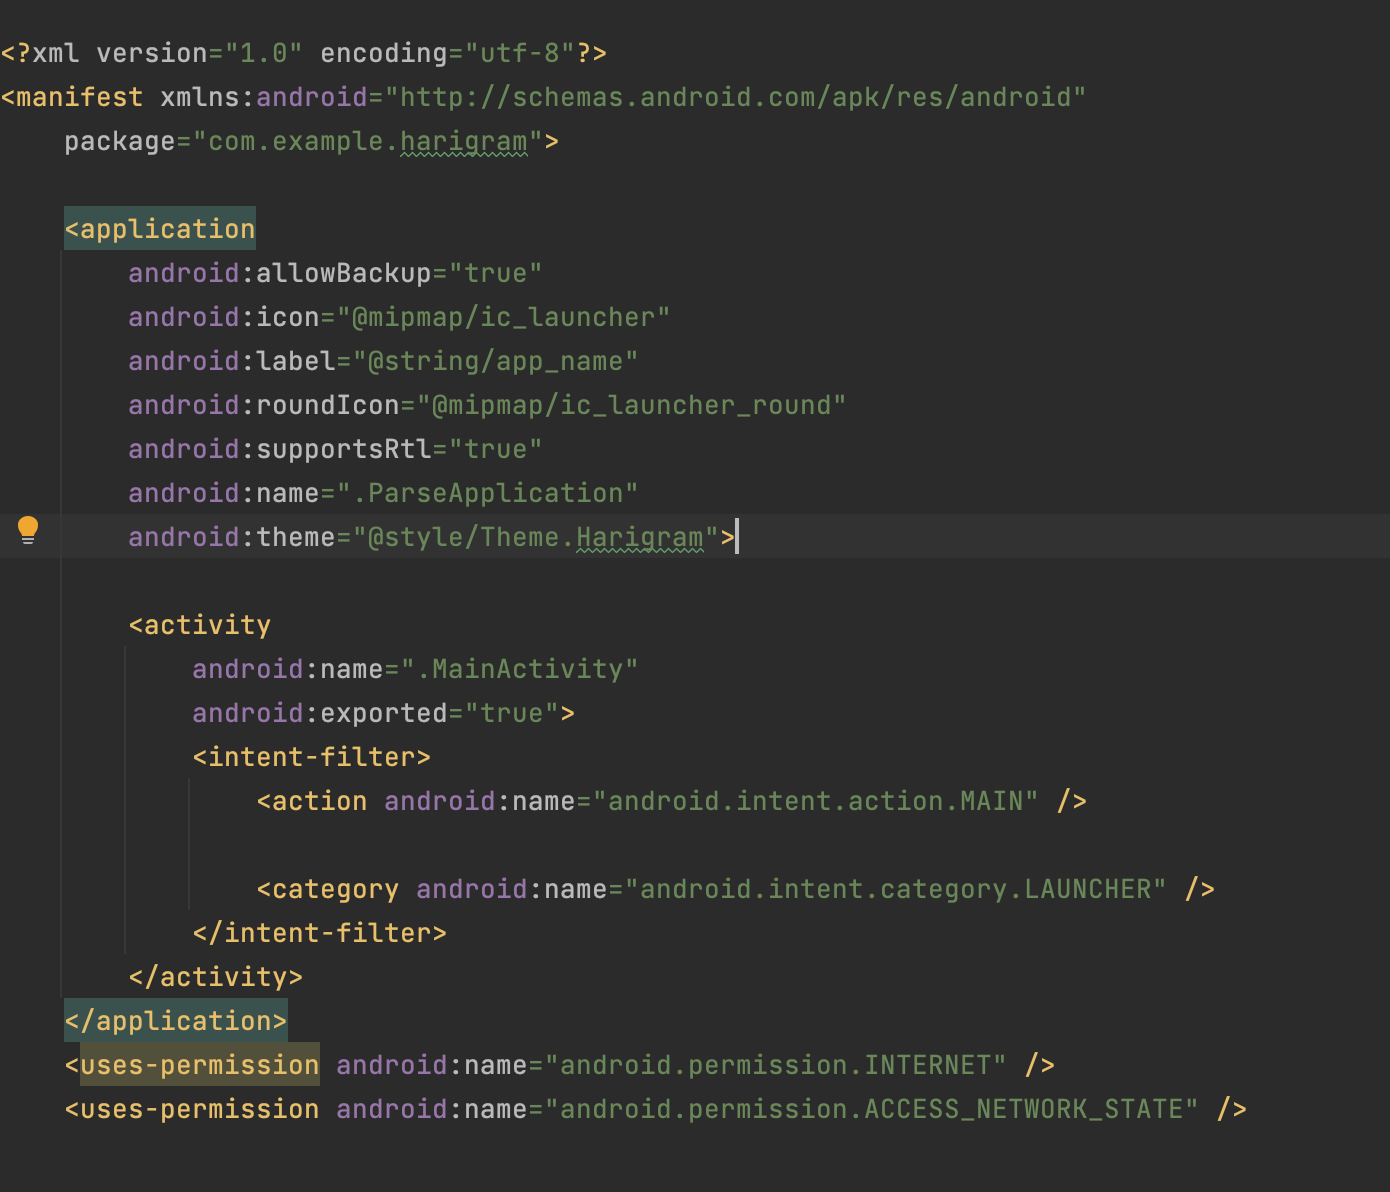 <?xml version="1.0" encoding="utf-8"?>
<manifest xmlns:android="http://schemas.android.com/apk/res/android"
    package="com.example.harigram">

    <application
        android:allowBackup="true"
        android:icon="@mipmap/ic_launcher"
        android:label="@string/app_name"
        android:roundIcon="@mipmap/ic_launcher_round"
        android:supportsRtl="true"
        android:name=".ParseApplication"
        android:theme="@style/Theme.Harigram">

        <activity
            android:name=".MainActivity"
            android:exported="true">
            <intent-filter>
                <action android:name="android.intent.action.MAIN" />

                <category android:name="android.intent.category.LAUNCHER" />
            </intent-filter>
        </activity>
    </application>
    <uses-permission android:name="android.permission.INTERNET" />
    <uses-permission android:name="android.permission.ACCESS_NETWORK_STATE" />